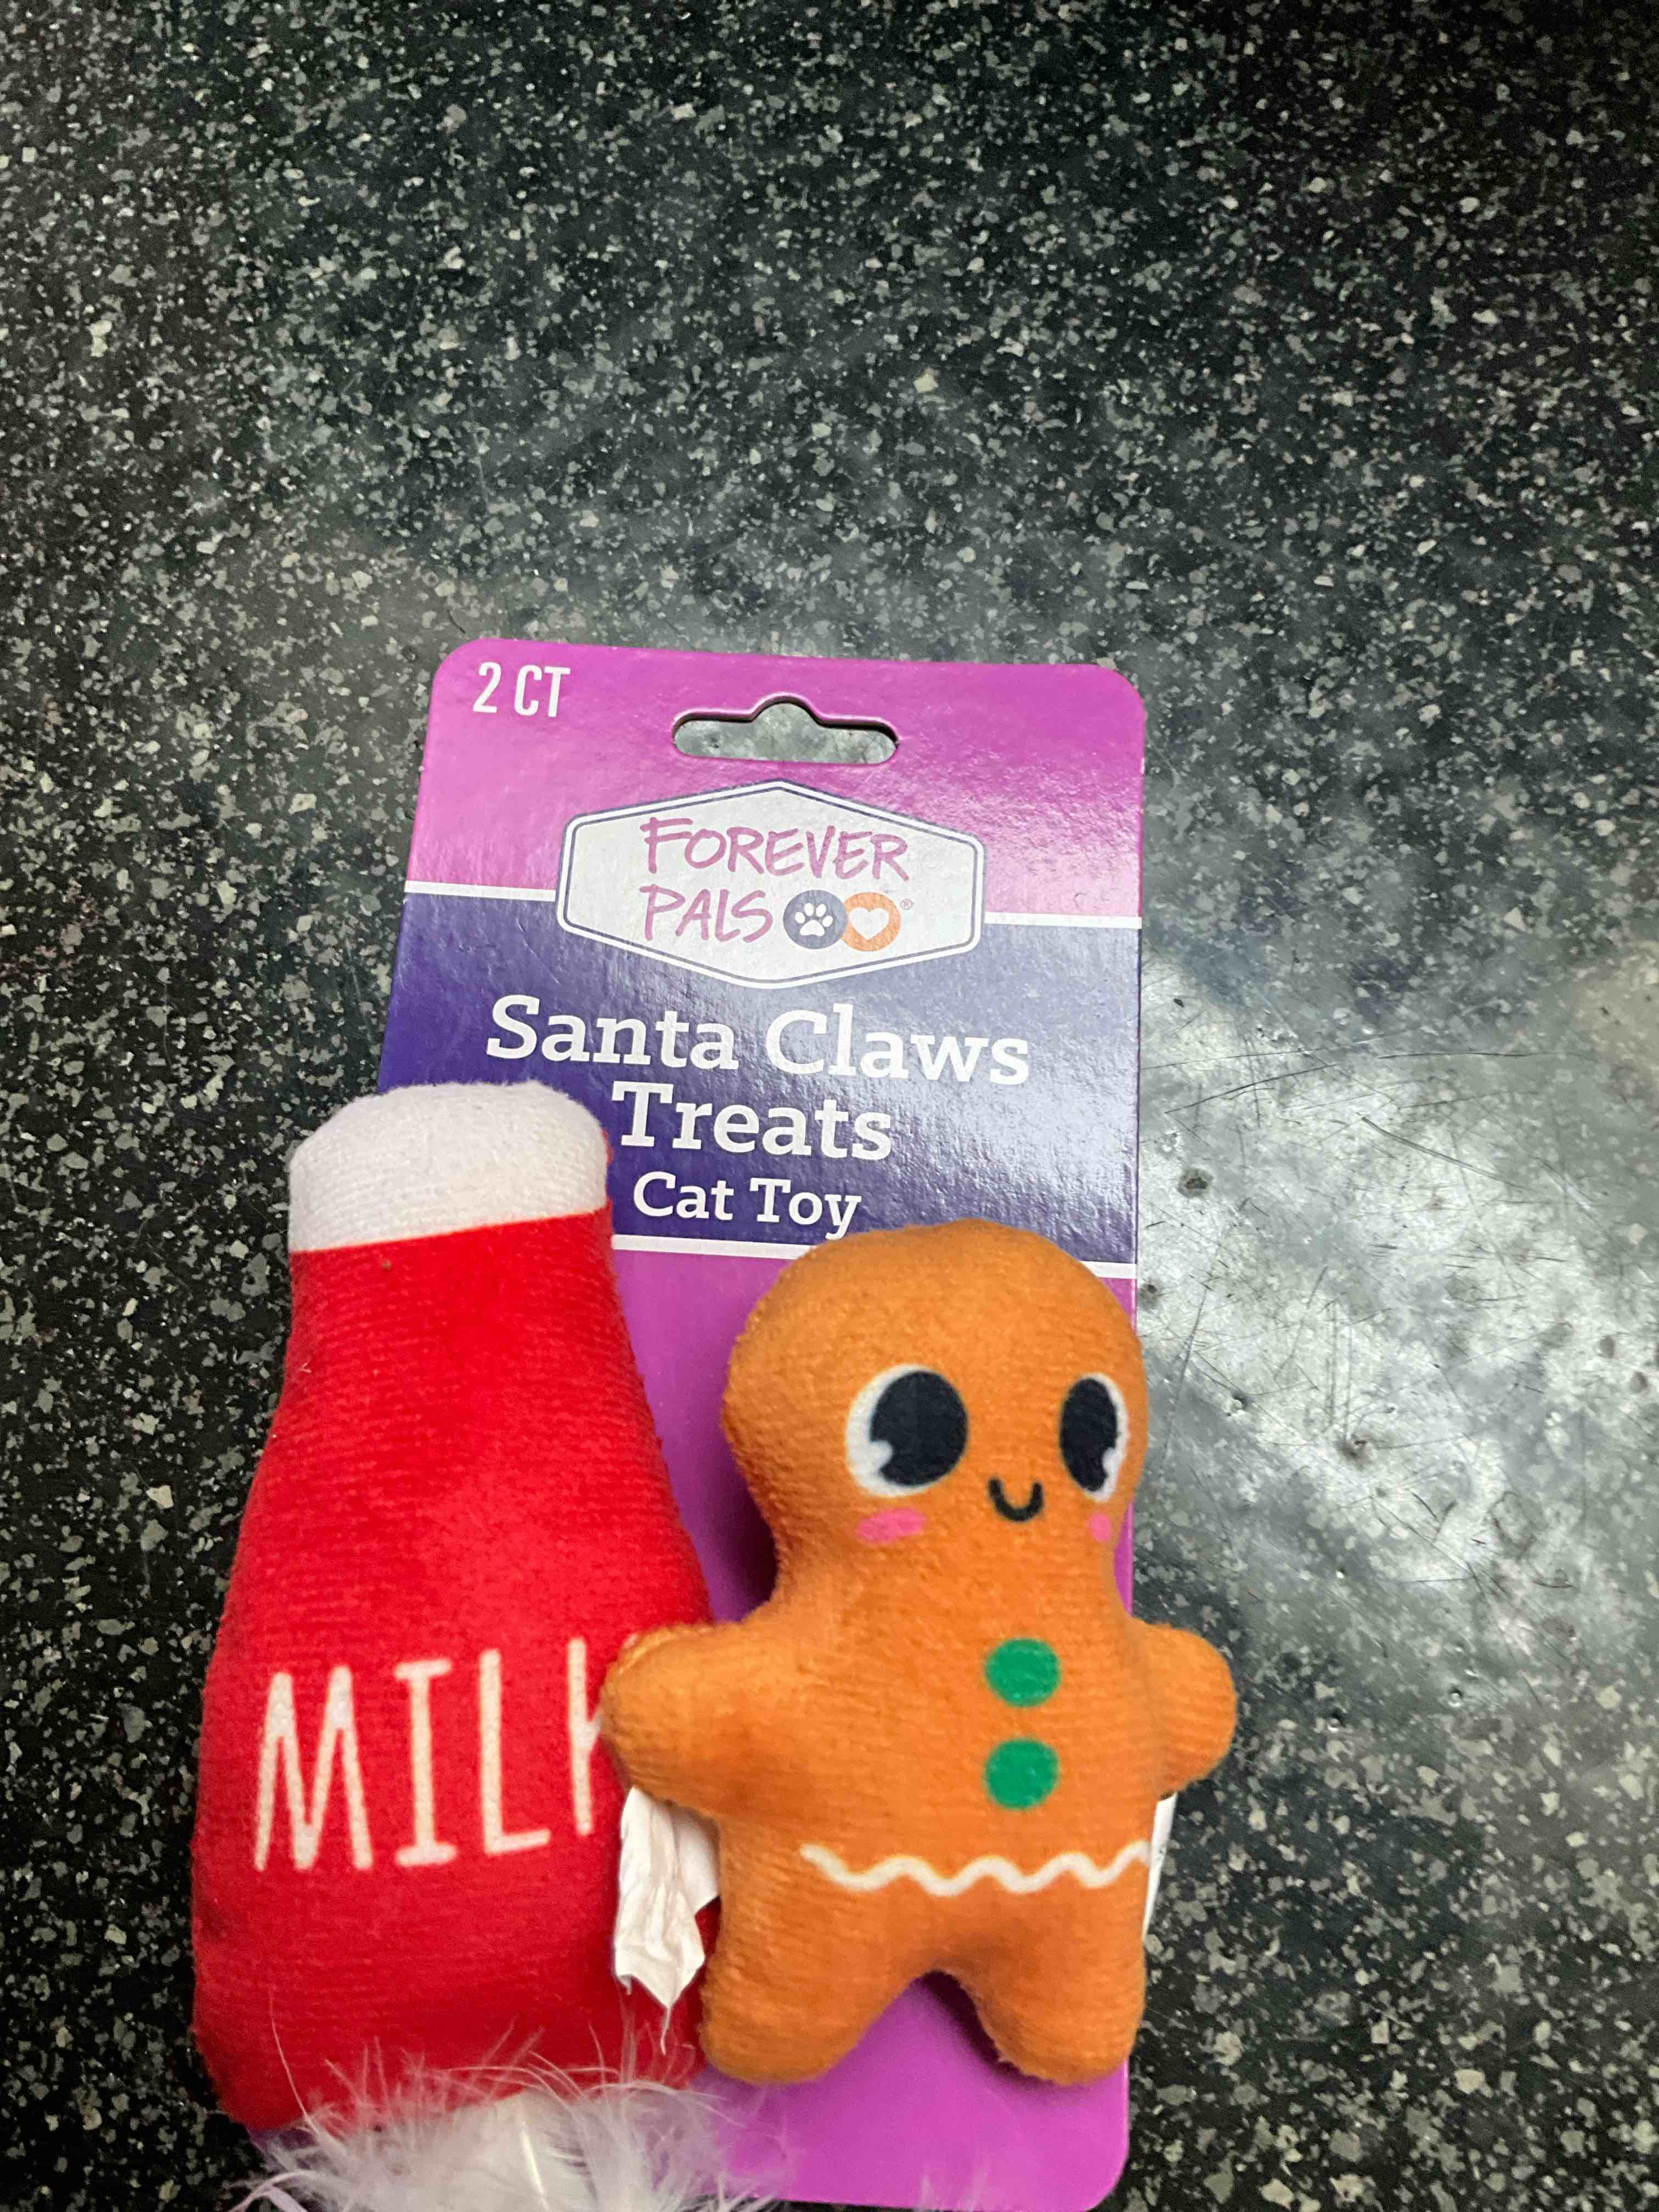 2 CT
FOREVER
PALS ®
Santa Claws
Treats
Cat Toy
MILK